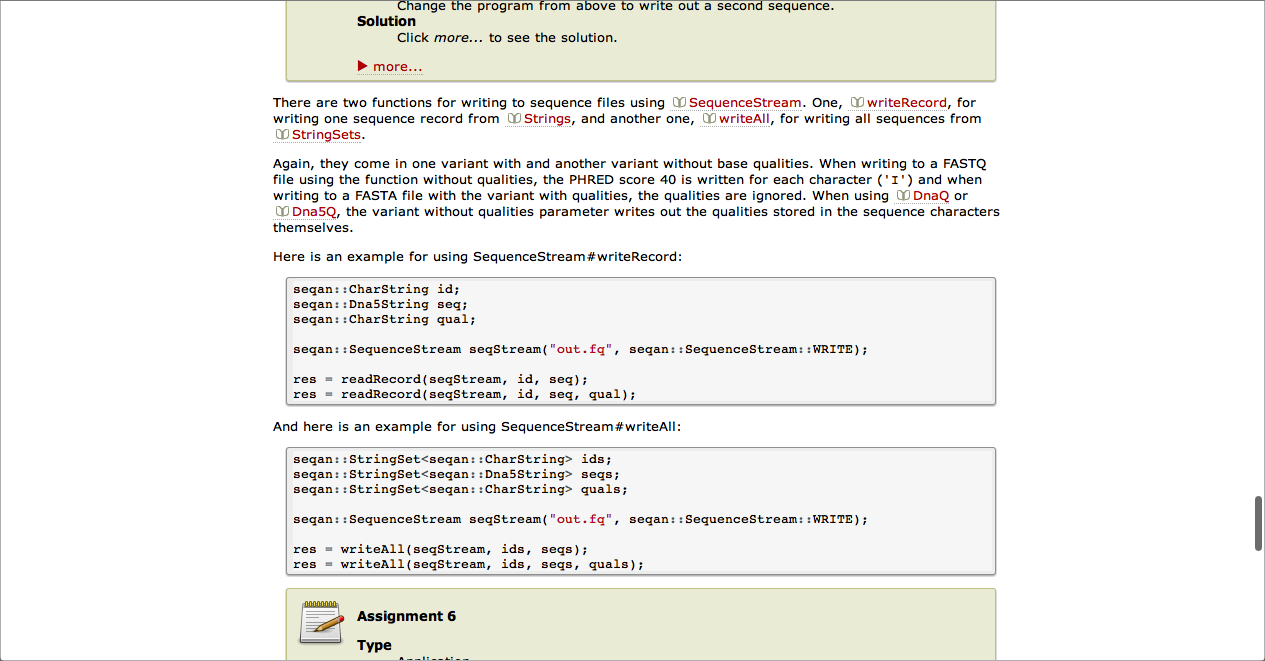 Change the program from above to write out a second sequence.
Solution
Click more... to see the solution.
more...
There are two functions for writing to sequence files using SequenceStream. One, writeRecord, for
writing one sequence record from Strings, and another one, writeAll, for writing all sequences from
StringSets.
Again, they come in one variant with and another variant without base qualities. When writing to a FASTQ
file using the function without qualities, the PHRED score 40 is written for each character ('I') and when
writing to a FASTA file with the variant with qualities, the qualities are ignored. When using DnaQ or
Dna5Q, the variant without qualities parameter writes out the qualities stored in the sequence characters
themselves.
Here is an example for using SequenceStream#writeRecord:
seqan::CharString id;
seqan::Dna5String seq;
seqan::CharString qual;
seqan::SequenceStream seqStream("out.fq", seqan::SequenceStream::WRITE);
res = readRecord(seqStream, id, seq);
res = readRecord(seqStream, id, seq, qual);
And here is an example for using SequenceStream#writeAll:
seqan::StringSet<seqan::CharString> ids;
seqan::StringSet<seqan::Dna5String> seqs;
seqan::StringSet<seqan::CharString> quals;
seqan::SequenceStream seqStream("out.fq", seqan::SequenceStream::WRITE);
res = writeAll(seqStream, ids, seqs);
res = writeAll(seqStream, ids, seqs, quals);
Assignment 6
Type
Application